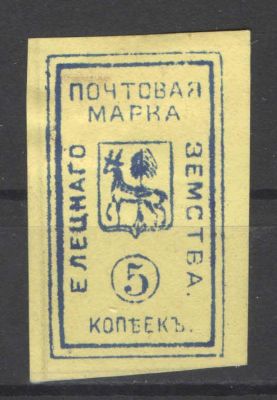 ПОЧТОВАЯ
МАРКА
ЕЛЕЦНАГО
ЗЕМСТВА.
5
КОПѢЕКЪ.